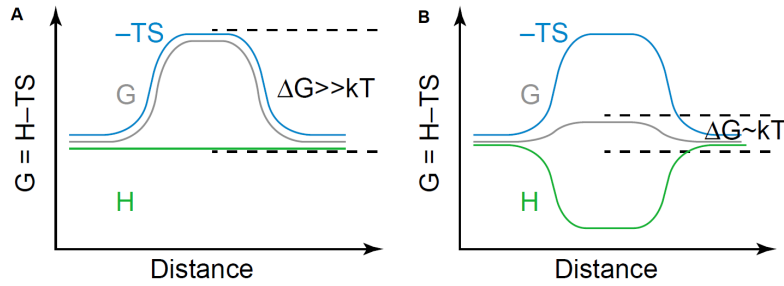 A
–TS
G
ΔG>>kT
H
G = H–TS
Distance
B
–TS
G
ΔG~kT
H
G = H–TS
Distance